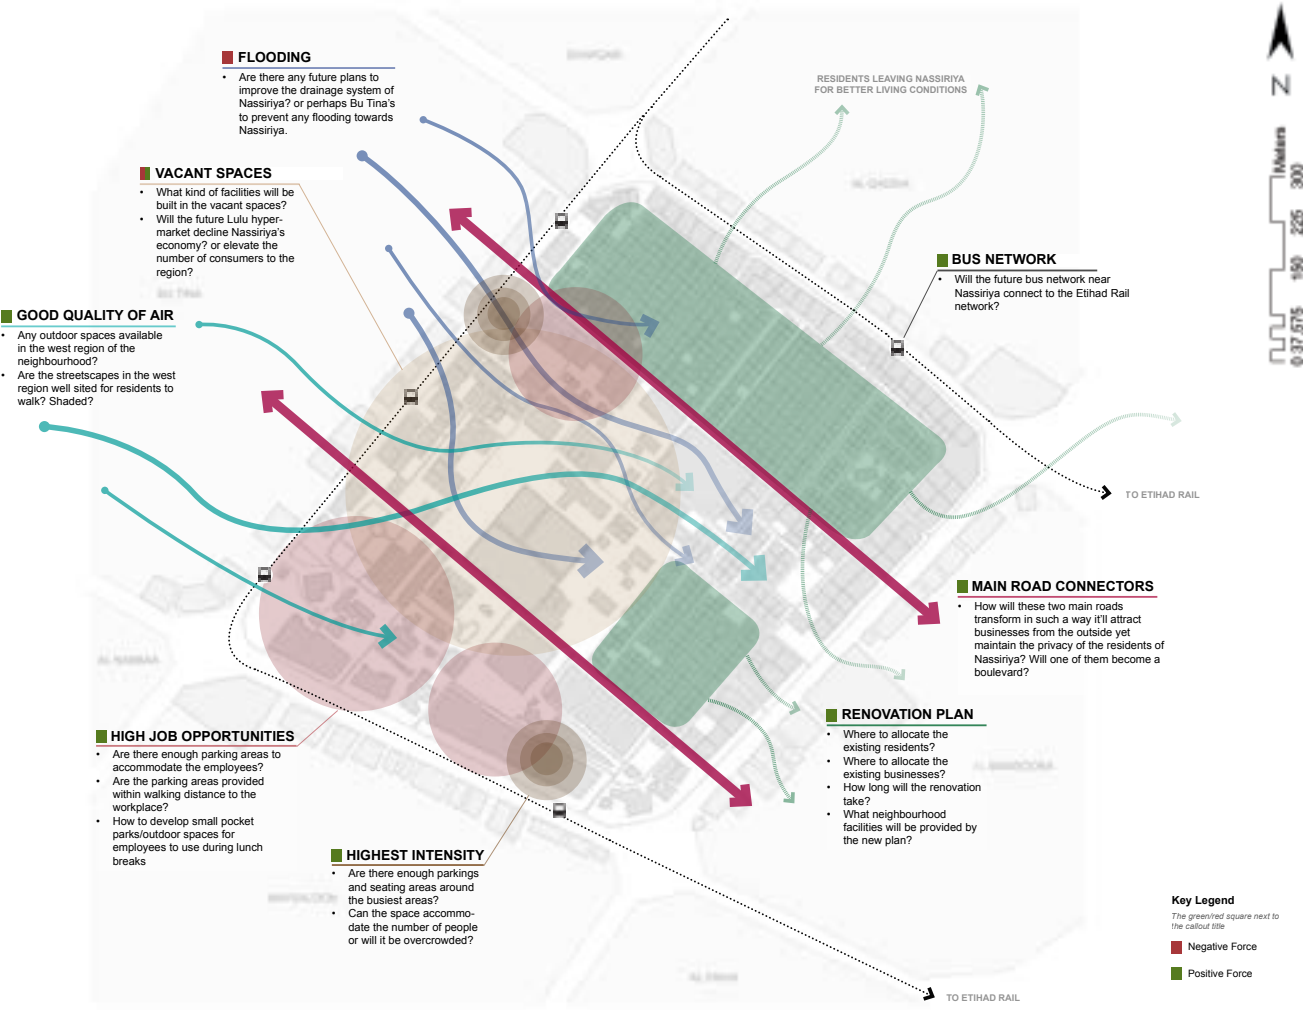 FLOODING
• Are there any future plans to
improve the drainage system of
Nassiriya? or perhaps Bu Tina's
to prevent any flooding towards
Nassiriya.
VACANT SPACES
• What kind of facilities will be
built in the vacant spaces?
• Will the future Lulu hyper-
market decline Nassiriya's
economy? or elevate the
number of consumers to the
region?
BU TINA
GOOD QUALITY OF AIR
• Any outdoor spaces available
in the west region of the
neighbourhood?
• Are the streetscapes in the west
region well sited for residents to
walk? Shaded?
RESIDENTS LEAVING NASSIRIYA
FOR BETTER LIVING CONDITIONS
BUS NETWORK
• Will the future bus network near
Nassiriya connect to the Etihad Rail
network?
N
Meters
300
225
150
0 37.575
TO ETIHAD RAIL
MAIN ROAD CONNECTORS
• How will these two main roads
transform in such a way it'll attract
businesses from the outside yet
maintain the privacy of the residents of
Nassiriya? Will one of them become a
boulevard?
RENOVATION PLAN
• Where to allocate the
existing residents?
• Where to allocate the
existing businesses?
• How long will the renovation
take?
• What neighbourhood
facilities will be provided by
the new plan?
HIGH JOB OPPORTUNITIES
• Are there enough parking areas to
accommodate the employees?
• Are the parking areas provided
within walking distance to the
workplace?
• How to develop small pocket
parks/outdoor spaces for
employees to use during lunch
breaks
HIGHEST INTENSITY
• Are there enough parkings
and seating areas around
the busiest areas?
• Can the space accommo-
date the number of people
or will it be overcrowded?
TO ETIHAD RAIL
Key Legend
The green/red square next to
the callout title
Negative Force
Positive Force